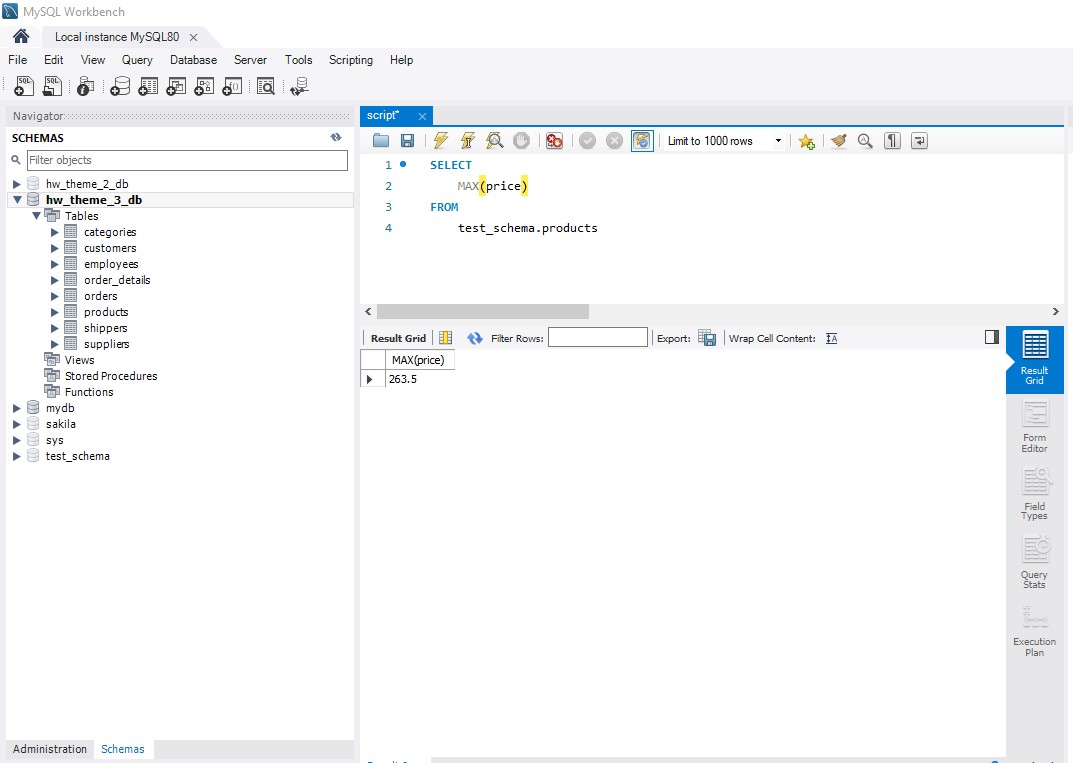 MySQL Workbench
Local instance MySQL80
File Edit View Query Database Server Tools Scripting Help
Navigator
SCHEMAS
Filter objects
hw_theme_2_db
hw_theme_3_db
Tables
categories
customers
employees
order_details
orders
products
shippers
suppliers
Views
Stored Procedures
Functions
mydb
sakila
sys
test_schema
Administration Schemas
script*
Limit to 1000 rows
1 SELECT
2 MAX(price)
3 FROM
4 test_schema.products
Result Grid Filter Rows: Export: Wrap Cell Content:
MAX(price)
263.5
Result
Grid
Form
Editor
Field
Types
Query
Stats
Execution
Plan